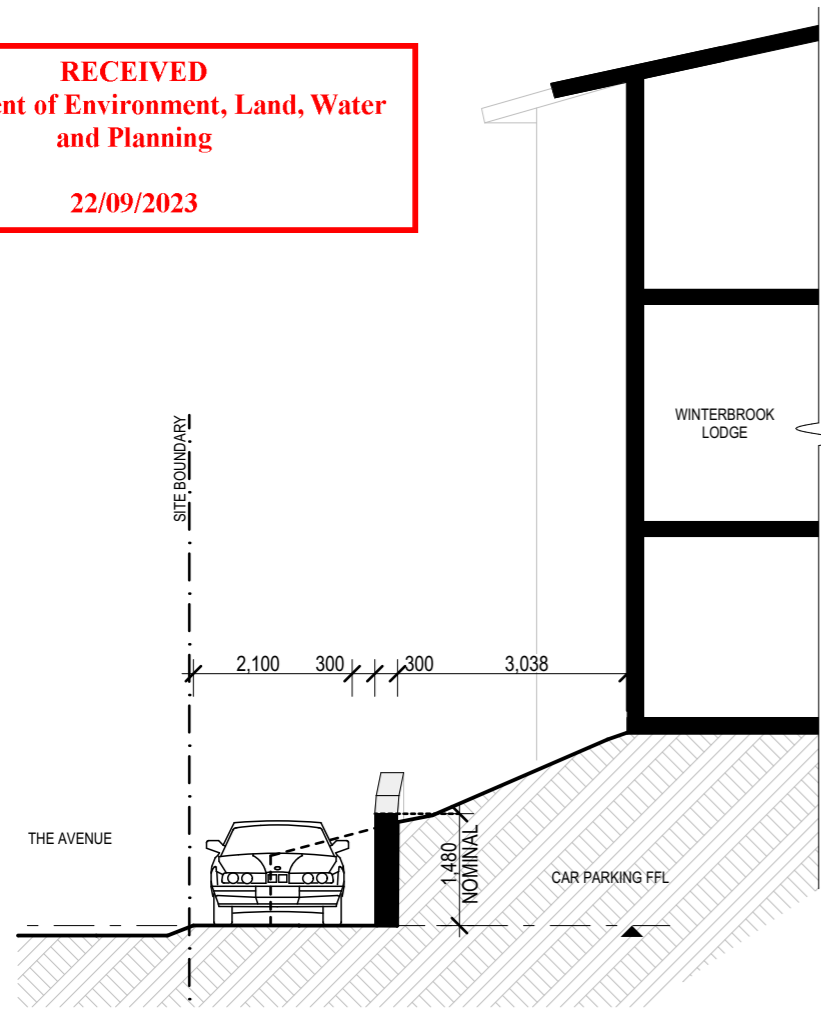 RECEIVED
ent of Environment, Land, Water
and Planning
22/09/2023
WINTERBROOK
LODGE
SITE BOUNDARY
2,100 300 300 3,038
THE AVENUE
1,480
NOMINAL
CAR PARKING FFL